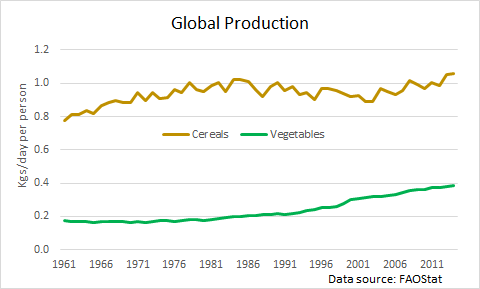 Global Production
Kgs/day per person
1.2
1.0
0.8
0.6
0.4
0.2
0.0
Cereals Vegetables
1961 1966 1971 1976 1981 1986 1991 1996 2001 2006 2011
Data source: FAOStat